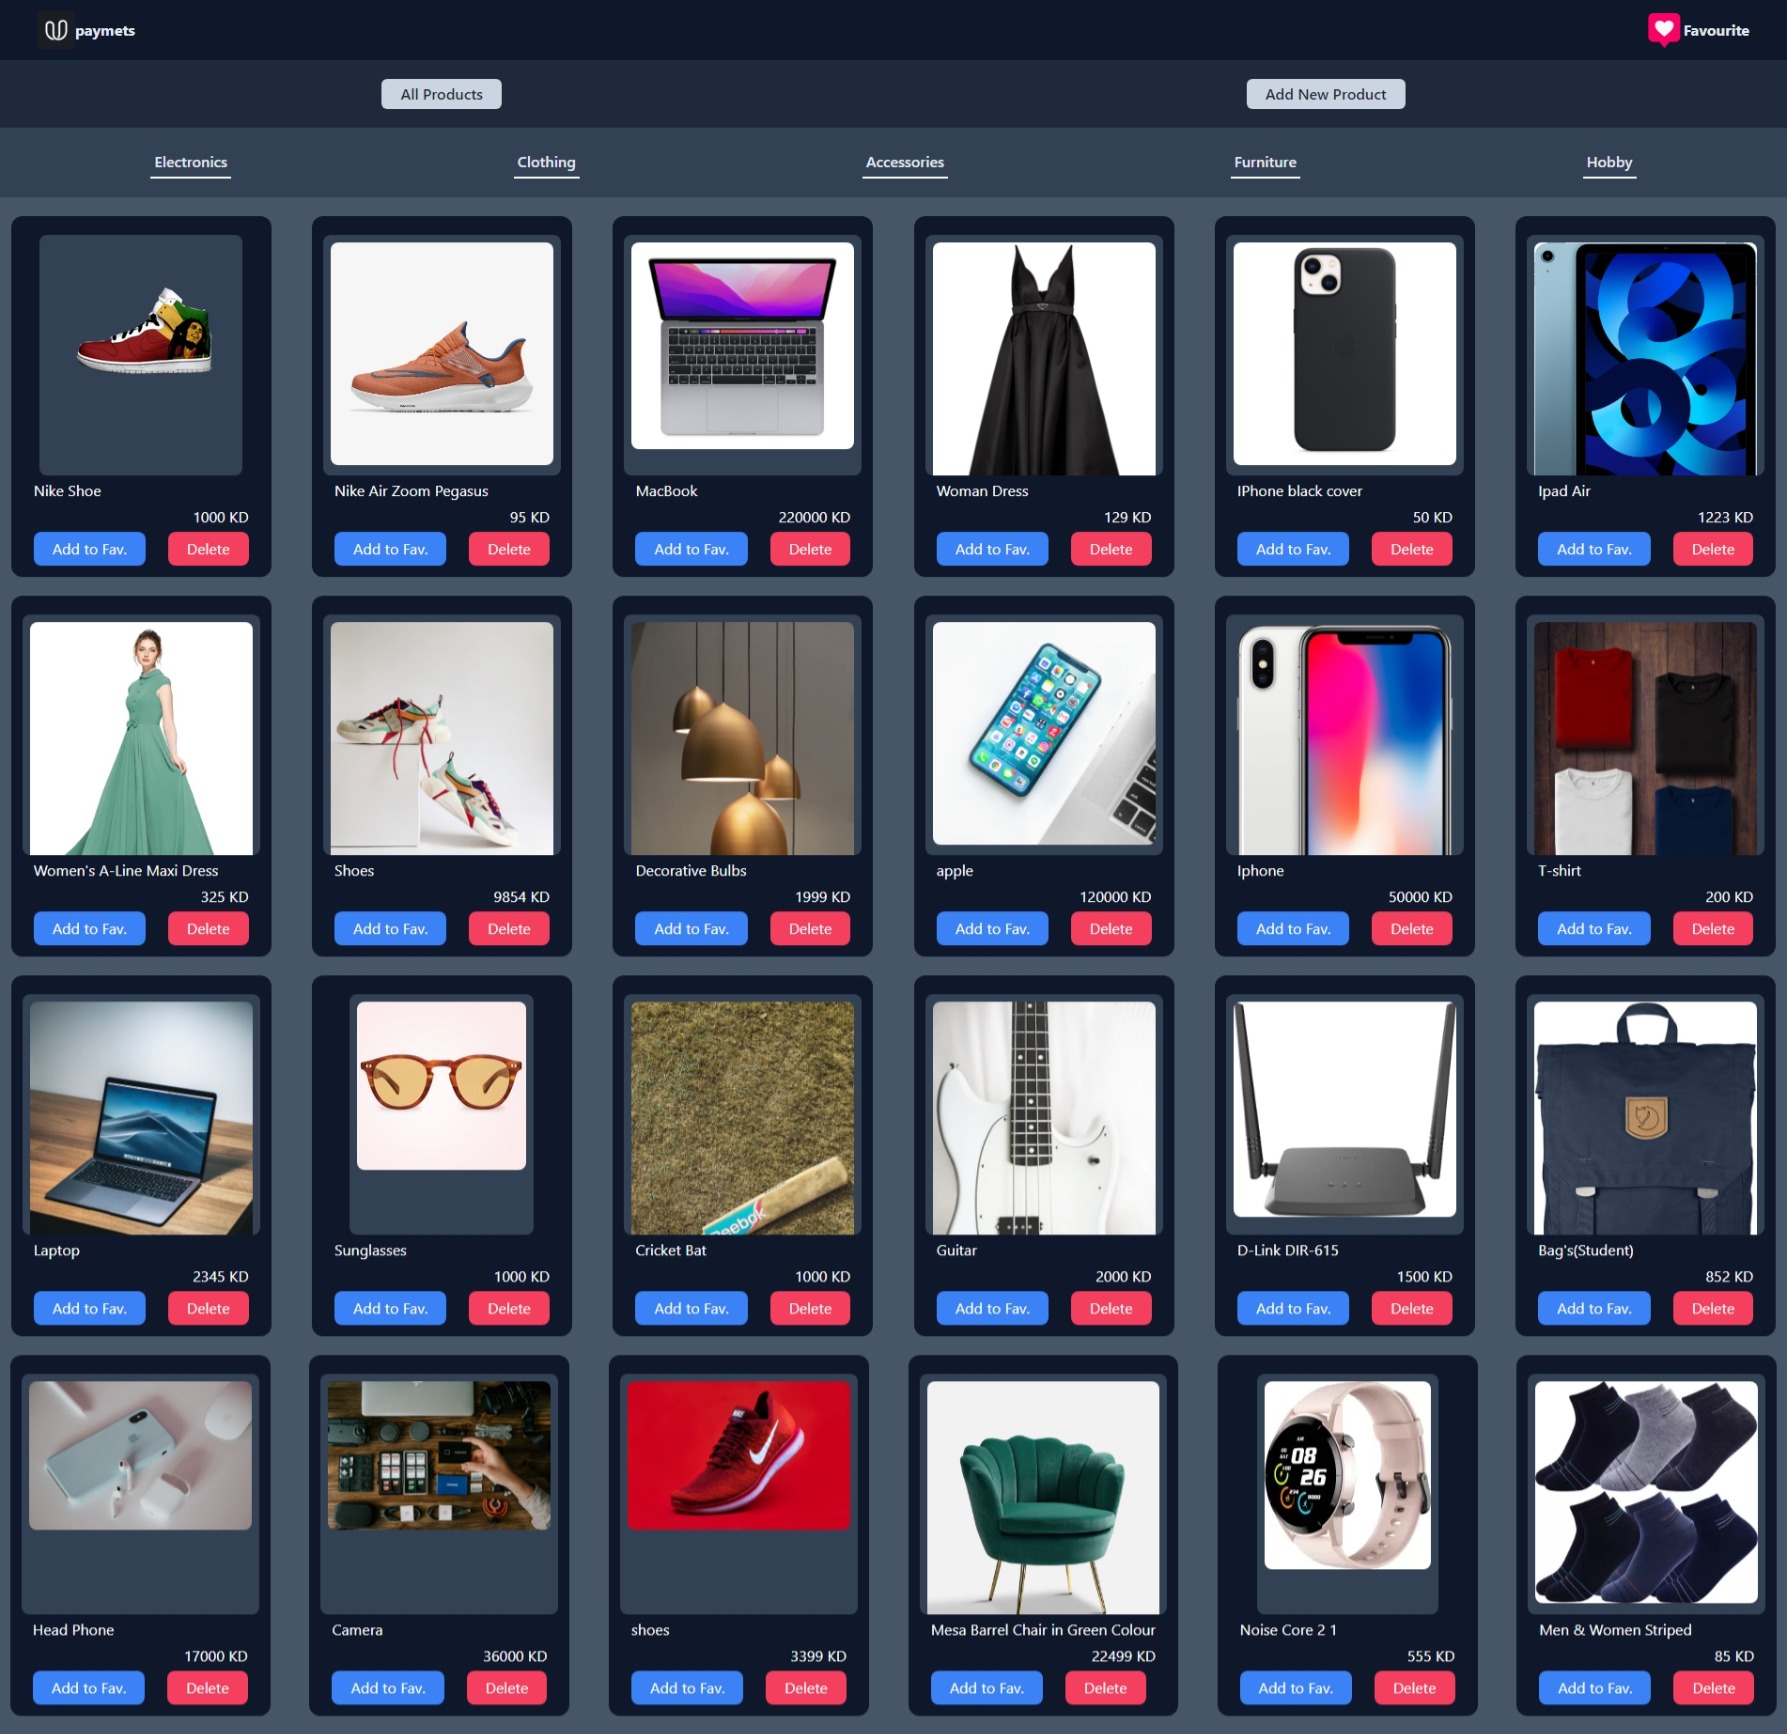 paymets
Favourite
All Products
Add New Product
Electronics
Clothing
Accessories
Furniture
Hobby
Nike Shoe
1000 KD
Add to Fav.
Delete
Nike Air Zoom Pegasus
95 KD
Add to Fav.
Delete
MacBook
220000 KD
Add to Fav.
Delete
Woman Dress
129 KD
Add to Fav.
Delete
IPhone black cover
50 KD
Add to Fav.
Delete
Ipad Air
1223 KD
Add to Fav.
Delete
Women's A-Line Maxi Dress
325 KD
Add to Fav.
Delete
Shoes
9854 KD
Add to Fav.
Delete
Decorative Bulbs
1999 KD
Add to Fav.
Delete
apple
120000 KD
Add to Fav.
Delete
Iphone
50000 KD
Add to Fav.
Delete
T-shirt
200 KD
Add to Fav.
Delete
Laptop
2345 KD
Add to Fav.
Delete
Sunglasses
1000 KD
Add to Fav.
Delete
Reebok
Cricket Bat
1000 KD
Add to Fav.
Delete
Guitar
2000 KD
Add to Fav.
Delete
D-Link DIR-615
1500 KD
Add to Fav.
Delete
Bag's(Student)
852 KD
Add to Fav.
Delete
Head Phone
17000 KD
Add to Fav.
Delete
Camera
36000 KD
Add to Fav.
Delete
shoes
3399 KD
Add to Fav.
Delete
Mesa Barrel Chair in Green Colour
22499 KD
Add to Fav.
Delete
08
26
Noise Core 2 1
555 KD
Add to Fav.
Delete
Men & Women Striped
85 KD
Add to Fav.
Delete